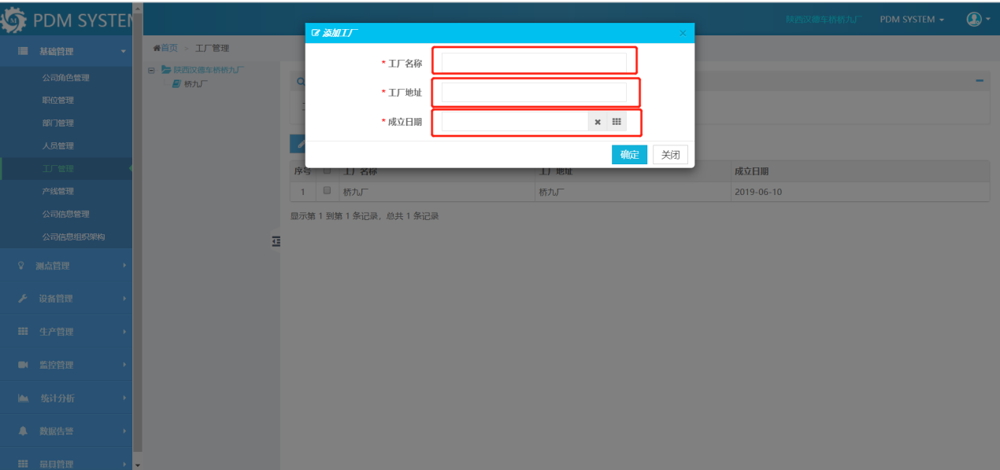 PDM SYSTEM
陕西汉德车桥桥九厂
PDM SYSTEM
基础管理
公司角色管理
职位管理
部门管理
人员管理
工厂管理
产线管理
公司信息管理
公司信息组织架构
测点管理
设备管理
生产管理
监控管理
统计分析
数据告警
量具管理
首页 > 工厂管理
陕西汉德车桥桥九厂
桥九厂
添加工厂
* 工厂名称
* 工厂地址
* 成立日期
确定 关闭
序号 工厂名称 工厂地址 成立日期
1 桥九厂 桥九厂 2019-06-10
显示第 1 到第 1 条记录，总共 1 条记录